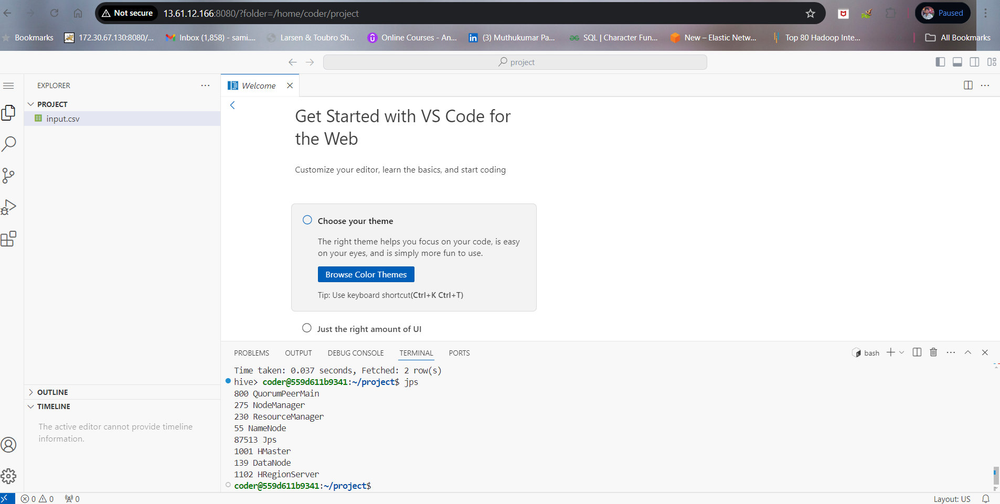 Not secure 13.61.12.166:8080/?folder=/home/coder/project
Paused
Bookmarks 172.30.67.130:8080/... Inbox (1,858) - sami.... Larsen & Toubro Sh... Online Courses - An... (3) Muthukumar Pa... SQL | Character Fun... New – Elastic Netw... Top 80 Hadoop Inte... All Bookmarks
project
EXPLORER
PROJECT
input.csv
OUTLINE
TIMELINE
The active editor cannot provide timeline
information.
Welcome
Get Started with VS Code for
the Web
Customize your editor, learn the basics, and start coding
Choose your theme
The right theme helps you focus on your code, is easy
on your eyes, and is simply more fun to use.
Browse Color Themes
Tip: Use keyboard shortcut(Ctrl+K Ctrl+T)
Just the right amount of UI
PROBLEMS OUTPUT DEBUG CONSOLE TERMINAL PORTS
bash
Time taken: 0.037 seconds, Fetched: 2 row(s)
hive> coder@559d611b9341:~/project$ jps
800 QuorumPeerMain
275 NodeManager
230 ResourceManager
55 NameNode
87513 Jps
1001 HMaster
139 DataNode
1102 HRegionServer
coder@559d611b9341:~/project$
0 0 0
Layout: US